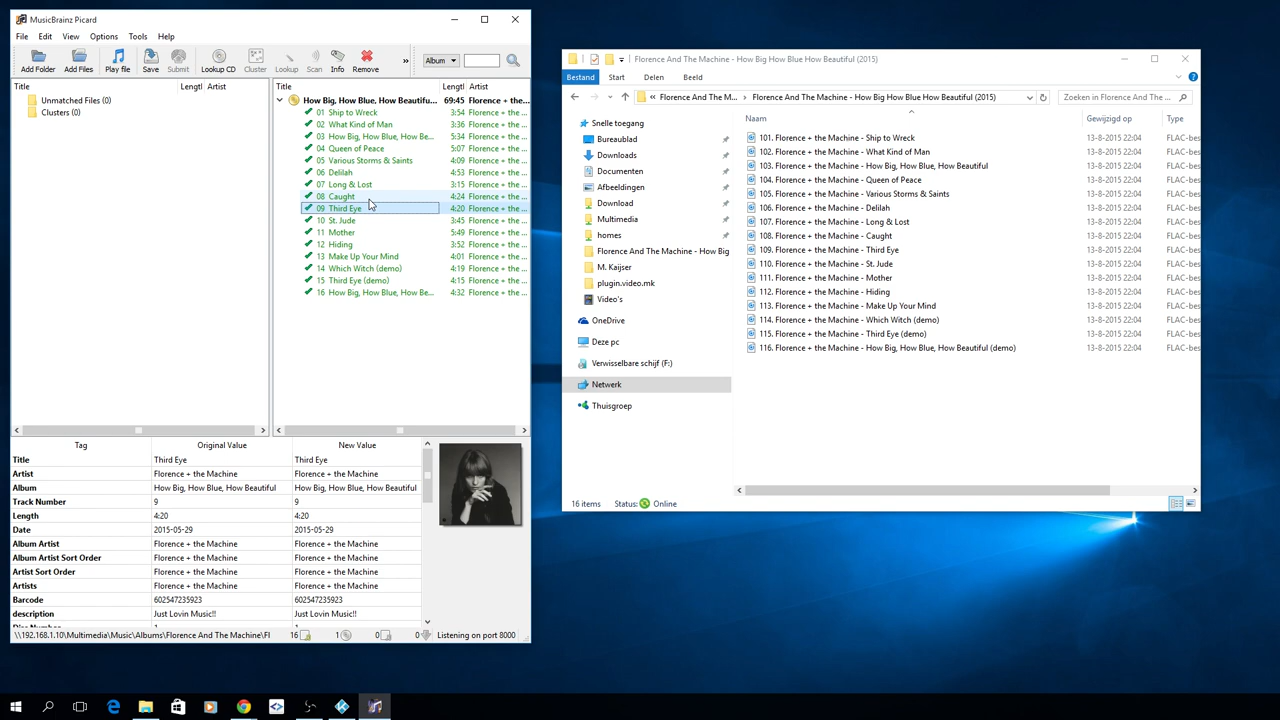 MusicBrainz Picard
File Edit View Options Tools Help
Add Folder Add Files Play file Save Submit Lookup CD Cluster Lookup Scan Info Remove » Album
Title Lengtl Artist
Unmatched Files (0)
Clusters (0)
Title Lengtl Artist
How Big, How Blue, How Beautifu... 69:45 Florence + the...
01 Ship to Wreck 3:54 Florence + the ...
02 What Kind of Man 3:36 Florence + the ...
03 How Big, How Blue, How Be... 5:34 Florence + the ...
04 Queen of Peace 5:07 Florence + the ...
05 Various Storms & Saints 4:09 Florence + the ...
06 Delilah 4:53 Florence + the ...
07 Long & Lost 3:15 Florence + the ...
08 Caught 4:24 Florence + the ...
09 Third Eye 4:20 Florence + the ...
10 St. Jude 3:45 Florence + the ...
11 Mother 5:49 Florence + the ...
12 Hiding 3:52 Florence + the ...
13 Make Up Your Mind 4:01 Florence + the ...
14 Which Witch (demo) 4:19 Florence + the ...
15 Third Eye (demo) 4:15 Florence + the ...
16 How Big, How Blue, How Be... 4:32 Florence + the ...
Tag Original Value New Value
Title Third Eye Third Eye
Artist Florence + the Machine Florence + the Machine
Album How Big, How Blue, How Beautiful How Big, How Blue, How Beautiful
Track Number 9 9
Length 4:20 4:20
Date 2015-05-29 2015-05-29
Album Artist Florence + the Machine Florence + the Machine
Album Artist Sort Order Florence + the Machine Florence + the Machine
Artist Sort Order Florence + the Machine Florence + the Machine
Artists Florence + the Machine Florence + the Machine
Barcode 602547235923 602547235923
description Just Lovin Music!! Just Lovin Music!!
\\192.168.1.10\Multimedia\Music\Albums\Florence And The Machine\Fl 16 1 0 0 Listening on port 8000
Florence And The Machine - How Big How Blue How Beautiful (2015)
Bestand Start Delen Beeld
« Florence And The M... › Florence And The Machine - How Big How Blue How Beautiful (2015) Zoeken in Florence And The ...
Snelle toegang
Bureaublad
Downloads
Documenten
Afbeeldingen
Download
Multimedia
homes
Florence And The Machine - How Big
M. Kaijser
plugin.video.mk
Video's
OneDrive
Deze pc
Verwisselbare schijf (F:)
Netwerk
Thuisgroep
Naam Gewijzigd op Type
101. Florence + the Machine - Ship to Wreck 13-8-2015 22:04 FLAC-bes
102. Florence + the Machine - What Kind of Man 13-8-2015 22:04 FLAC-bes
103. Florence + the Machine - How Big, How Blue, How Beautiful 13-8-2015 22:04 FLAC-bes
104. Florence + the Machine - Queen of Peace 13-8-2015 22:04 FLAC-bes
105. Florence + the Machine - Various Storms & Saints 13-8-2015 22:04 FLAC-bes
106. Florence + the Machine - Delilah 13-8-2015 22:04 FLAC-bes
107. Florence + the Machine - Long & Lost 13-8-2015 22:04 FLAC-bes
108. Florence + the Machine - Caught 13-8-2015 22:04 FLAC-bes
109. Florence + the Machine - Third Eye 13-8-2015 22:04 FLAC-bes
110. Florence + the Machine - St. Jude 13-8-2015 22:04 FLAC-bes
111. Florence + the Machine - Mother 13-8-2015 22:04 FLAC-bes
112. Florence + the Machine - Hiding 13-8-2015 22:04 FLAC-bes
113. Florence + the Machine - Make Up Your Mind 13-8-2015 22:04 FLAC-bes
114. Florence + the Machine - Which Witch (demo) 13-8-2015 22:04 FLAC-bes
115. Florence + the Machine - Third Eye (demo) 13-8-2015 22:04 FLAC-bes
116. Florence + the Machine - How Big, How Blue, How Beautiful (demo) 13-8-2015 22:04 FLAC-bes
16 items Status: Online